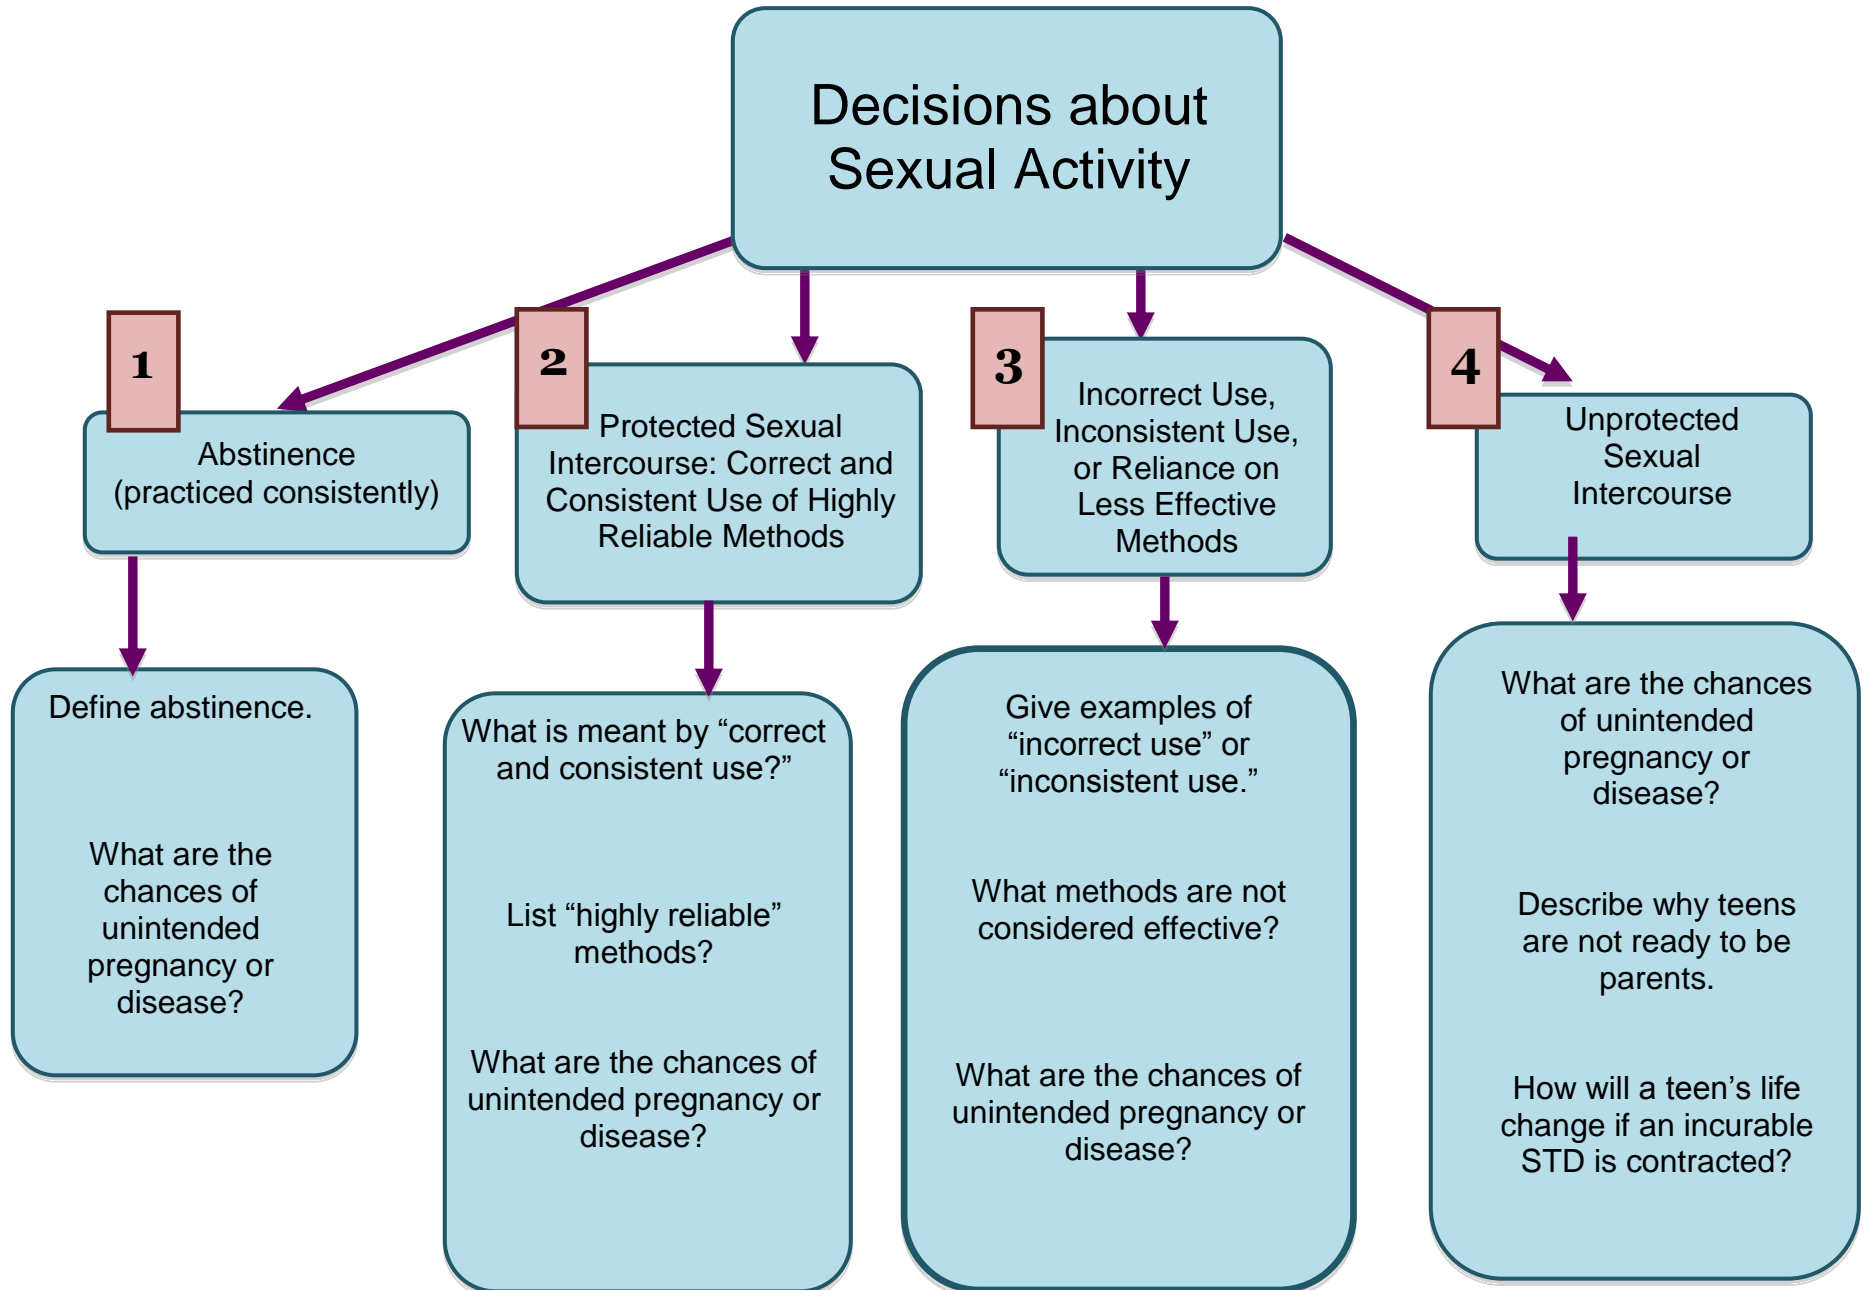 Decisions about
Sexual Activity
1
Abstinence
(practiced consistently)
Define abstinence.
What are the
chances of
unintended
pregnancy or
disease?
2
Protected Sexual
Intercourse: Correct and
Consistent Use of Highly
Reliable Methods
What is meant by “correct
and consistent use?”
List “highly reliable”
methods?
What are the chances of
unintended pregnancy or
disease?
3
Incorrect Use,
Inconsistent Use,
or Reliance on
Less Effective
Methods
Give examples of
“incorrect use” or
“inconsistent use.”
What methods are not
considered effective?
What are the chances of
unintended pregnancy or
disease?
4
Unprotected
Sexual
Intercourse
What are the chances
of unintended
pregnancy or
disease?
Describe why teens
are not ready to be
parents.
How will a teen’s life
change if an incurable
STD is contracted?